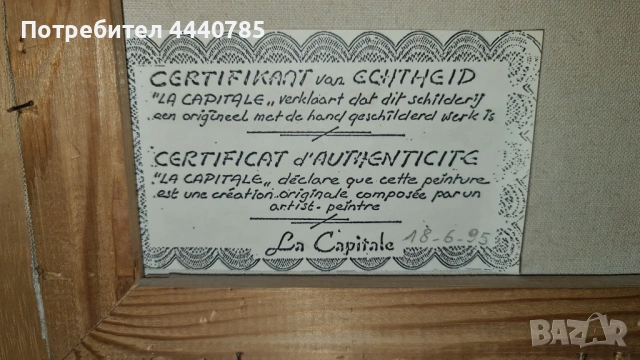 Потребител 4440785
CERTIFIKAAT van ECHTHEID
"LA CAPITALE„ verklaart dat dit schilderij
een origineel met de hand geschilderd werk is
CERTIFICAT d'AUTHENTICITE
"LA CAPITALE„ déclare que cette peinture
est une création originale composée par un
artist-peintre
La Capitale 18-6-95
BAZAR